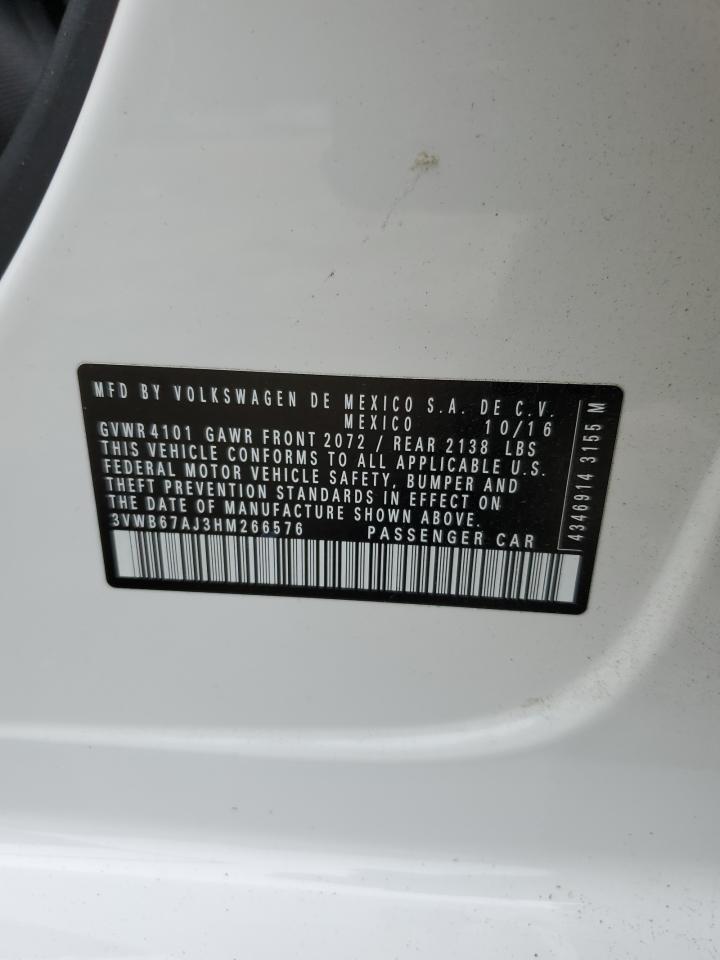 MFD BY VOLKSWAGEN DE MEXICO S.A. DE C.V.
MEXICO 10/16
GVWR 4101 GAWR FRONT 2072 / REAR 2138 LBS
THIS VEHICLE CONFORMS TO ALL APPLICABLE U.S.
FEDERAL MOTOR VEHICLE SAFETY, BUMPER AND
THEFT PREVENTION STANDARDS IN EFFECT ON
THE DATE OF MANUFACTURE SHOWN ABOVE.
3VWB67AJ3HM266576 PASSENGER CAR
4346914 3155 M